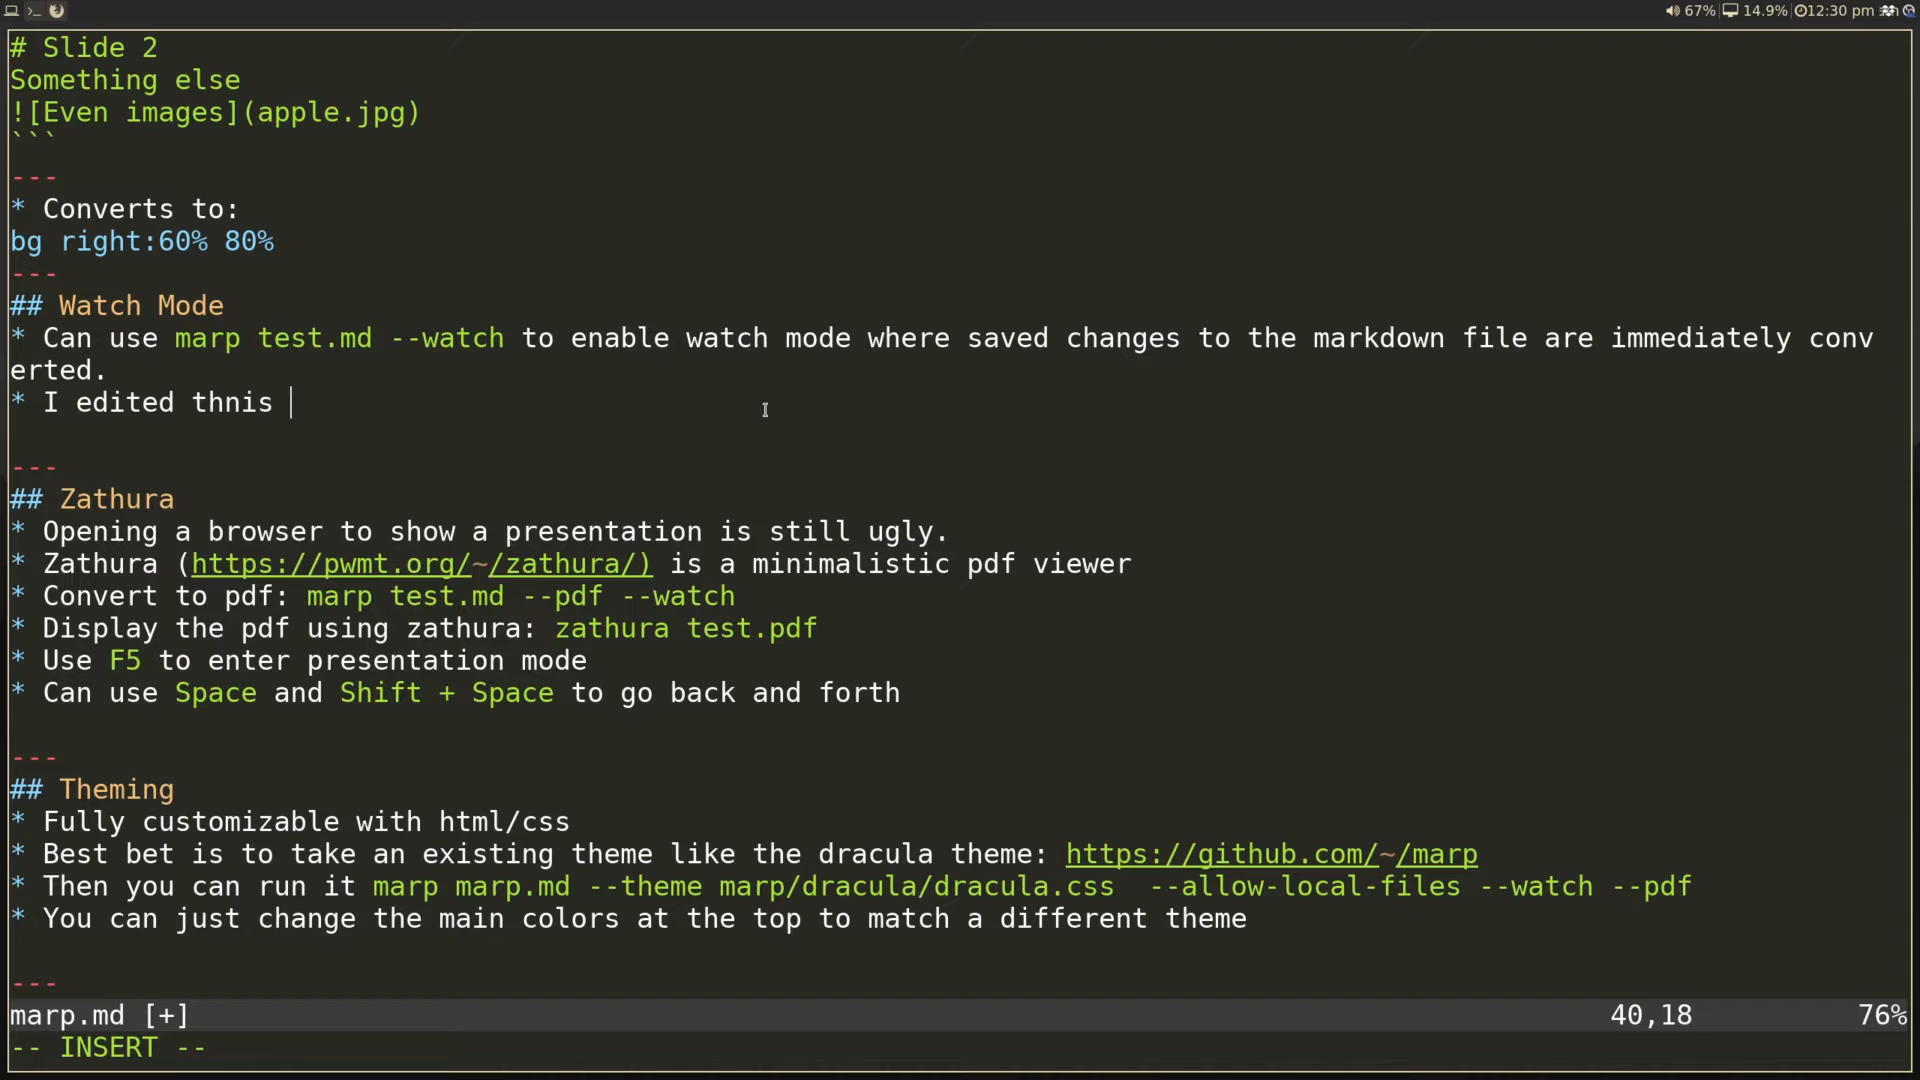 67% 14.9% 12:30 pm
# Slide 2
Something else
![Even images](apple.jpg)
```
---
* Converts to:
bg right:60% 80%
---
## Watch Mode
* Can use marp test.md --watch to enable watch mode where saved changes to the markdown file are immediately conv
erted.
* I edited thnis
---
## Zathura
* Opening a browser to show a presentation is still ugly.
* Zathura (https://pwmt.org/~/zathura/) is a minimalistic pdf viewer
* Convert to pdf: marp test.md --pdf --watch
* Display the pdf using zathura: zathura test.pdf
* Use F5 to enter presentation mode
* Can use Space and Shift + Space to go back and forth
---
## Theming
* Fully customizable with html/css
* Best bet is to take an existing theme like the dracula theme: https://github.com/~/marp
* Then you can run it marp marp.md --theme marp/dracula/dracula.css  --allow-local-files --watch --pdf
* You can just change the main colors at the top to match a different theme
---
marp.md [+] 40,18 76%
-- INSERT --